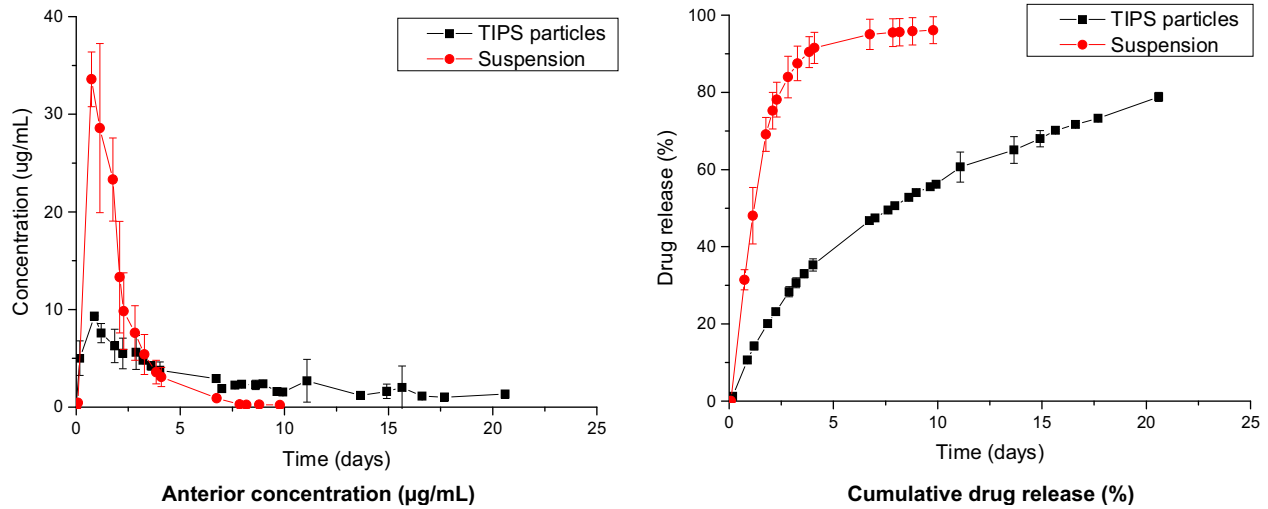 40
30
20
10
0
Concentration (ug/mL)
TIPS particles
Suspension
0 5 10 15 20 25
Time (days)
Anterior concentration (µg/mL)
100
80
60
40
20
0
Drug release (%)
TIPS particles
Suspension
0 5 10 15 20 25
Time (days)
Cumulative drug release (%)